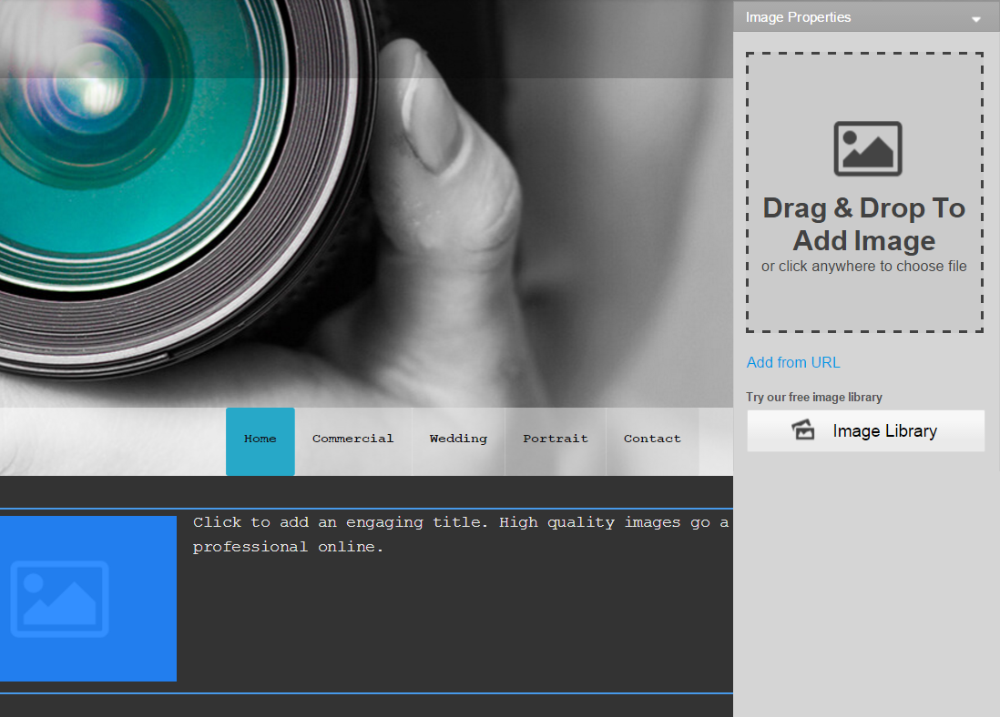 Image Properties
Drag & Drop To
Add Image
or click anywhere to choose file
Add from URL
Try our free image library
Image Library
Home
Commercial
Wedding
Portrait
Contact
Click to add an engaging title. High quality images go a
professional online.